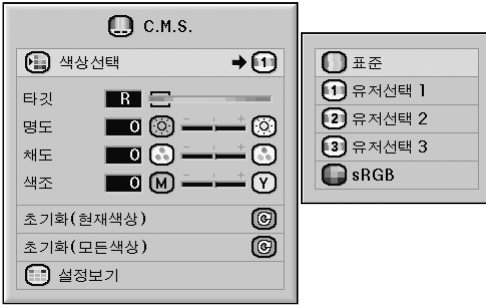 C.M.S.
색상선택 1
타깃 R
명도 0 - +
채도 0 - +
색조 0 M - + Y
초기화(현재색상)
초기화(모든색상)
설정보기
표준
1 유저선택 1
2 유저선택 2
3 유저선택 3
sRGB